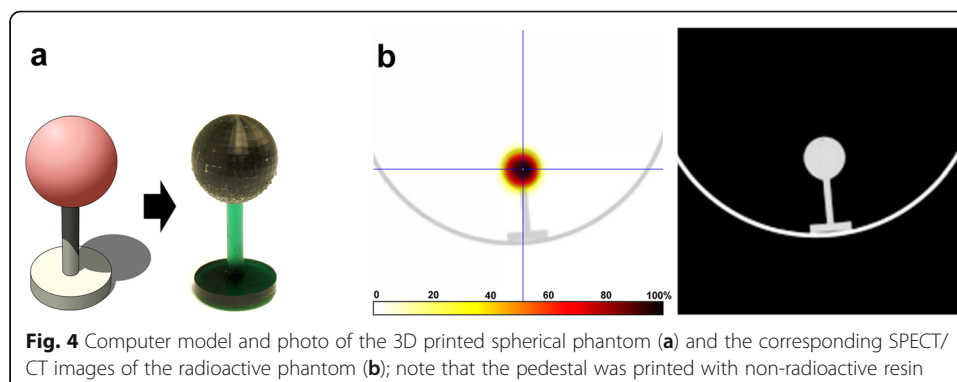 a
b
0 20 40 60 80 100%
Fig. 4 Computer model and photo of the 3D printed spherical phantom (a) and the corresponding SPECT/
CT images of the radioactive phantom (b); note that the pedestal was printed with non-radioactive resin